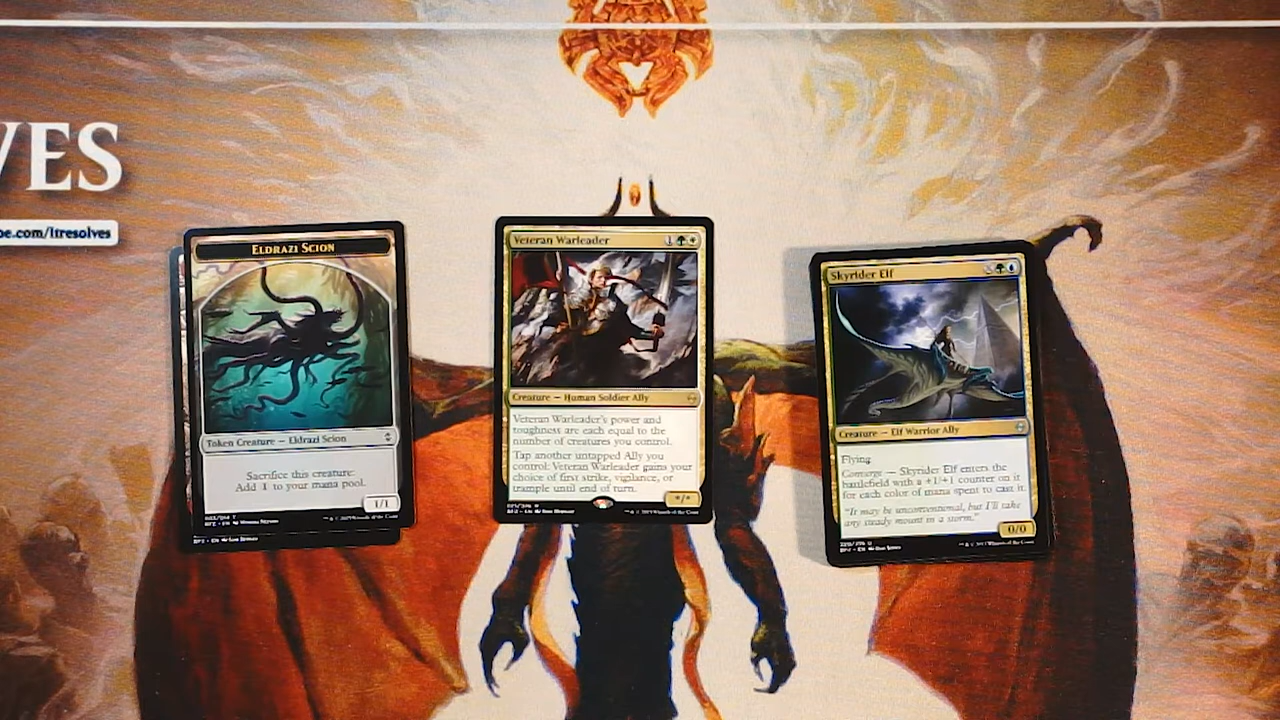 VES
be.com/ltresolves
Eldrazi Scion
Token Creature — Eldrazi Scion
Sacrifice this creature:
Add 1 to your mana pool.
1/1
Veteran Warleader
1
Creature — Human Soldier Ally
Veteran Warleader's power and
toughness are each equal to the
number of creatures you control.
Tap another untapped Ally you
control: Veteran Warleader gains your
choice of first strike, vigilance, or
trample until end of turn.
*/*
Skyrider Elf
Creature — Elf Warrior Ally
Flying
Converge — Skyrider Elf enters the
battlefield with a +1/+1 counter on it
for each color of mana spent to cast it.
"It may be unconventional, but I'll take
any steady mount in a storm."
0/0